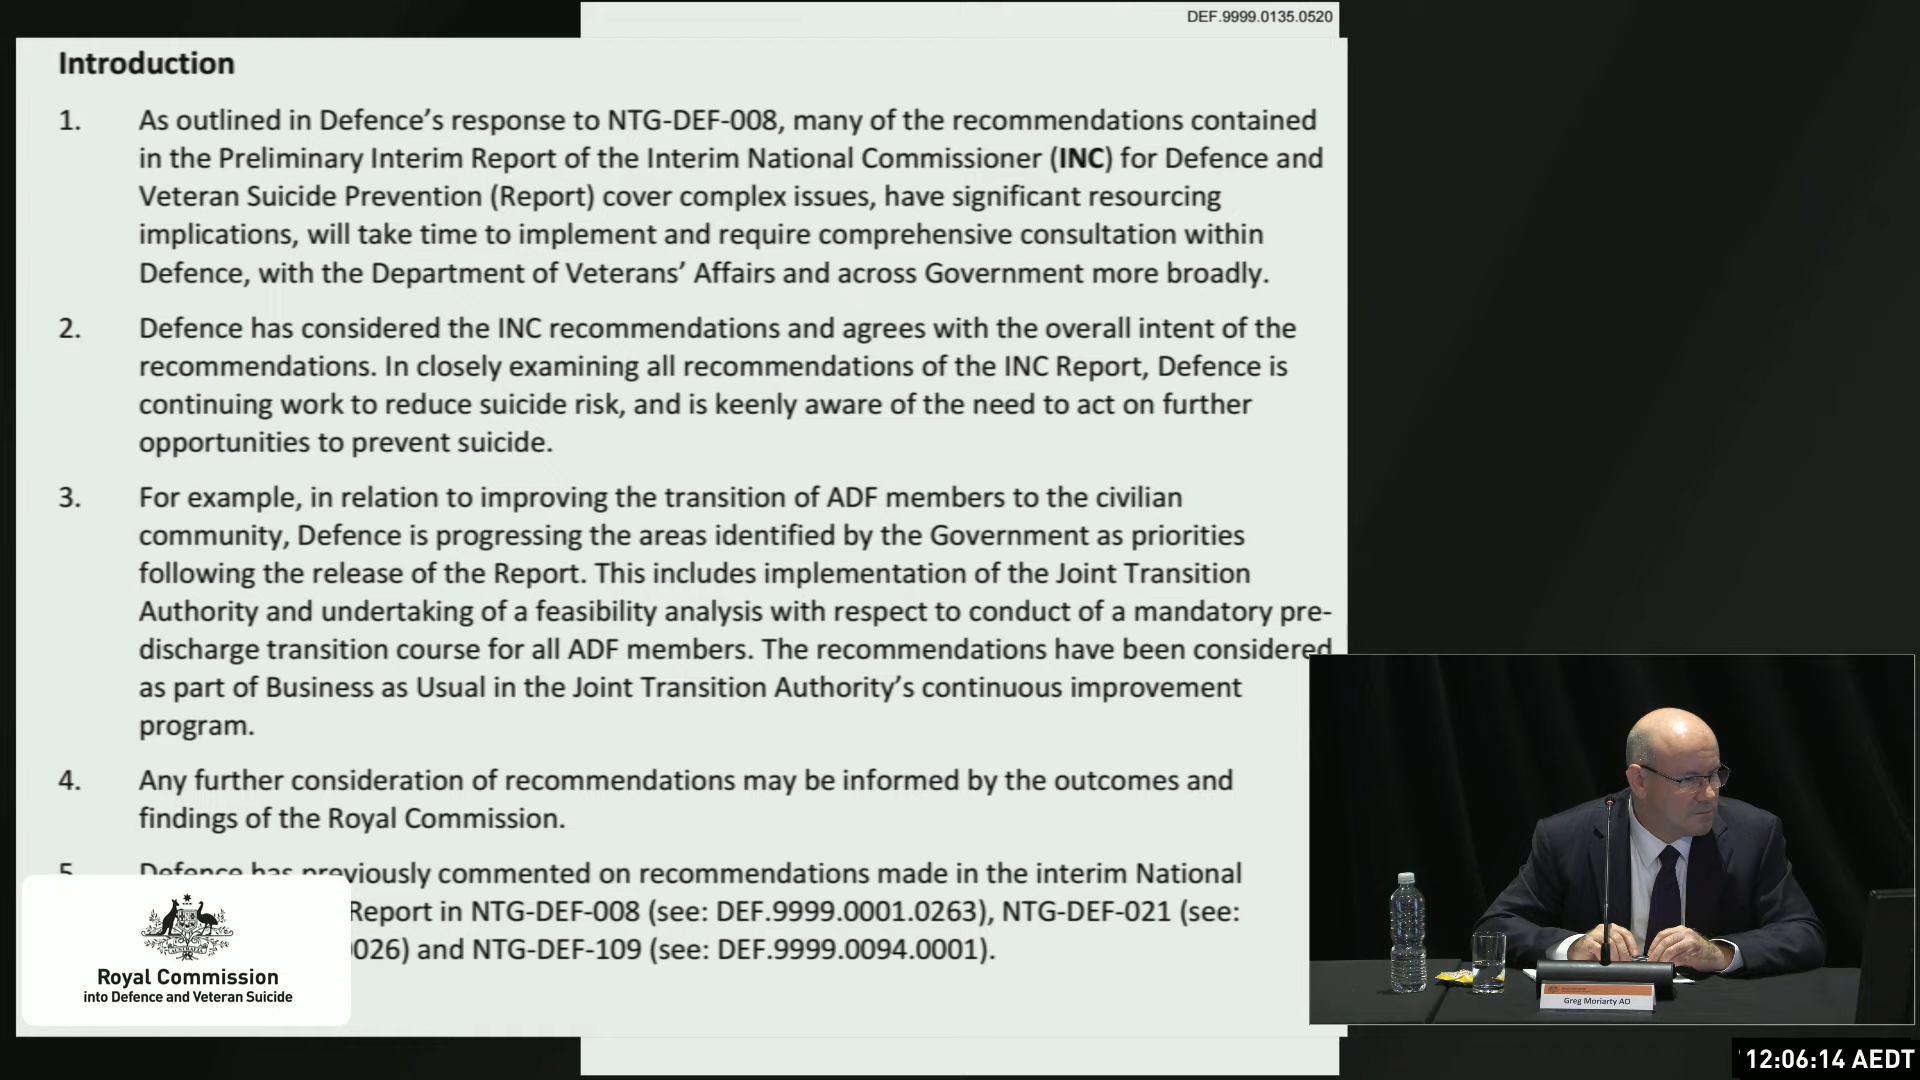 DEF.9999.0135.0520
Introduction
1. As outlined in Defence’s response to NTG-DEF-008, many of the recommendations contained
in the Preliminary Interim Report of the Interim National Commissioner (INC) for Defence and
Veteran Suicide Prevention (Report) cover complex issues, have significant resourcing
implications, will take time to implement and require comprehensive consultation within
Defence, with the Department of Veterans’ Affairs and across Government more broadly.
2. Defence has considered the INC recommendations and agrees with the overall intent of the
recommendations. In closely examining all recommendations of the INC Report, Defence is
continuing work to reduce suicide risk, and is keenly aware of the need to act on further
opportunities to prevent suicide.
3. For example, in relation to improving the transition of ADF members to the civilian
community, Defence is progressing the areas identified by the Government as priorities
following the release of the Report. This includes implementation of the Joint Transition
Authority and undertaking of a feasibility analysis with respect to conduct of a mandatory pre-
discharge transition course for all ADF members. The recommendations have been considered
as part of Business as Usual in the Joint Transition Authority’s continuous improvement
program.
4. Any further consideration of recommendations may be informed by the outcomes and
findings of the Royal Commission.
5. Defence has previously commented on recommendations made in the interim National
Report in NTG-DEF-008 (see: DEF.9999.0001.0263), NTG-DEF-021 (see:
0026) and NTG-DEF-109 (see: DEF.9999.0094.0001).
Royal Commission
into Defence and Veteran Suicide
Greg Moriarty AO
12:06:14 AEDT